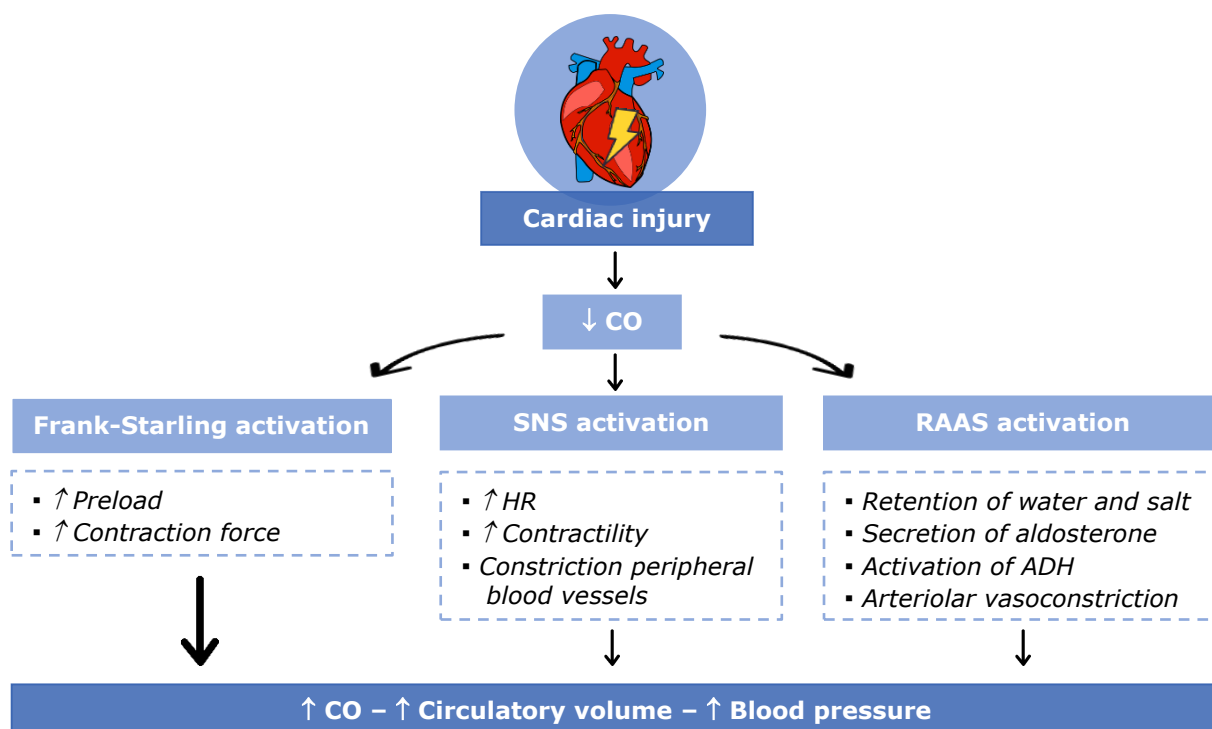 Cardiac injury
↓ CO
Frank-Starling activation
▪ ↑ Preload
▪ ↑ Contraction force
SNS activation
▪ ↑ HR
▪ ↑ Contractility
▪ Constriction peripheral
blood vessels
RAAS activation
▪ Retention of water and salt
▪ Secretion of aldosterone
▪ Activation of ADH
▪ Arteriolar vasoconstriction
↑ CO – ↑ Circulatory volume – ↑ Blood pressure